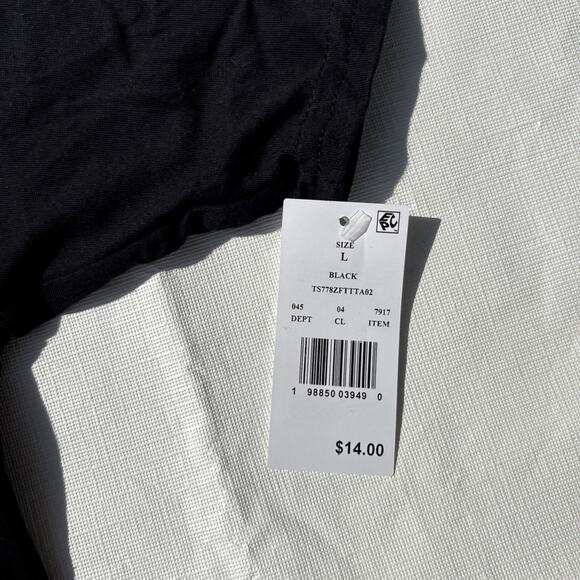 SIZE
L
BLACK
TS778ZFTTTA02
045 04 7917
DEPT CL ITEM
1 98850 03949 0
$14.00